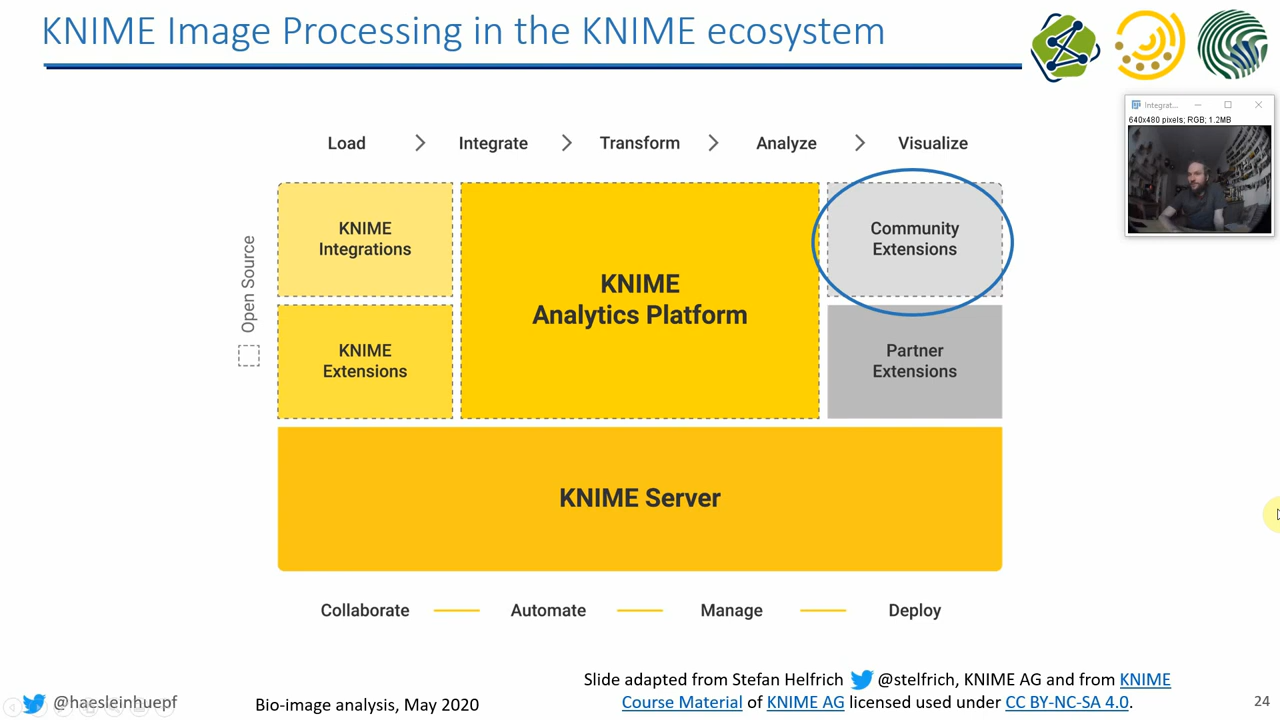 KNIME Image Processing in the KNIME ecosystem
Integrat...
640x480 pixels; RGB; 1.2MB
Load > Integrate > Transform > Analyze > Visualize
Open Source
KNIME
Integrations
KNIME
Extensions
KNIME
Analytics Platform
Community
Extensions
Partner
Extensions
KNIME Server
Collaborate Automate Manage Deploy
@haesleinhuepf
Bio-image analysis, May 2020
Slide adapted from Stefan Helfrich @stelfrich, KNIME AG and from KNIME
Course Material of KNIME AG licensed used under CC BY-NC-SA 4.0.
24